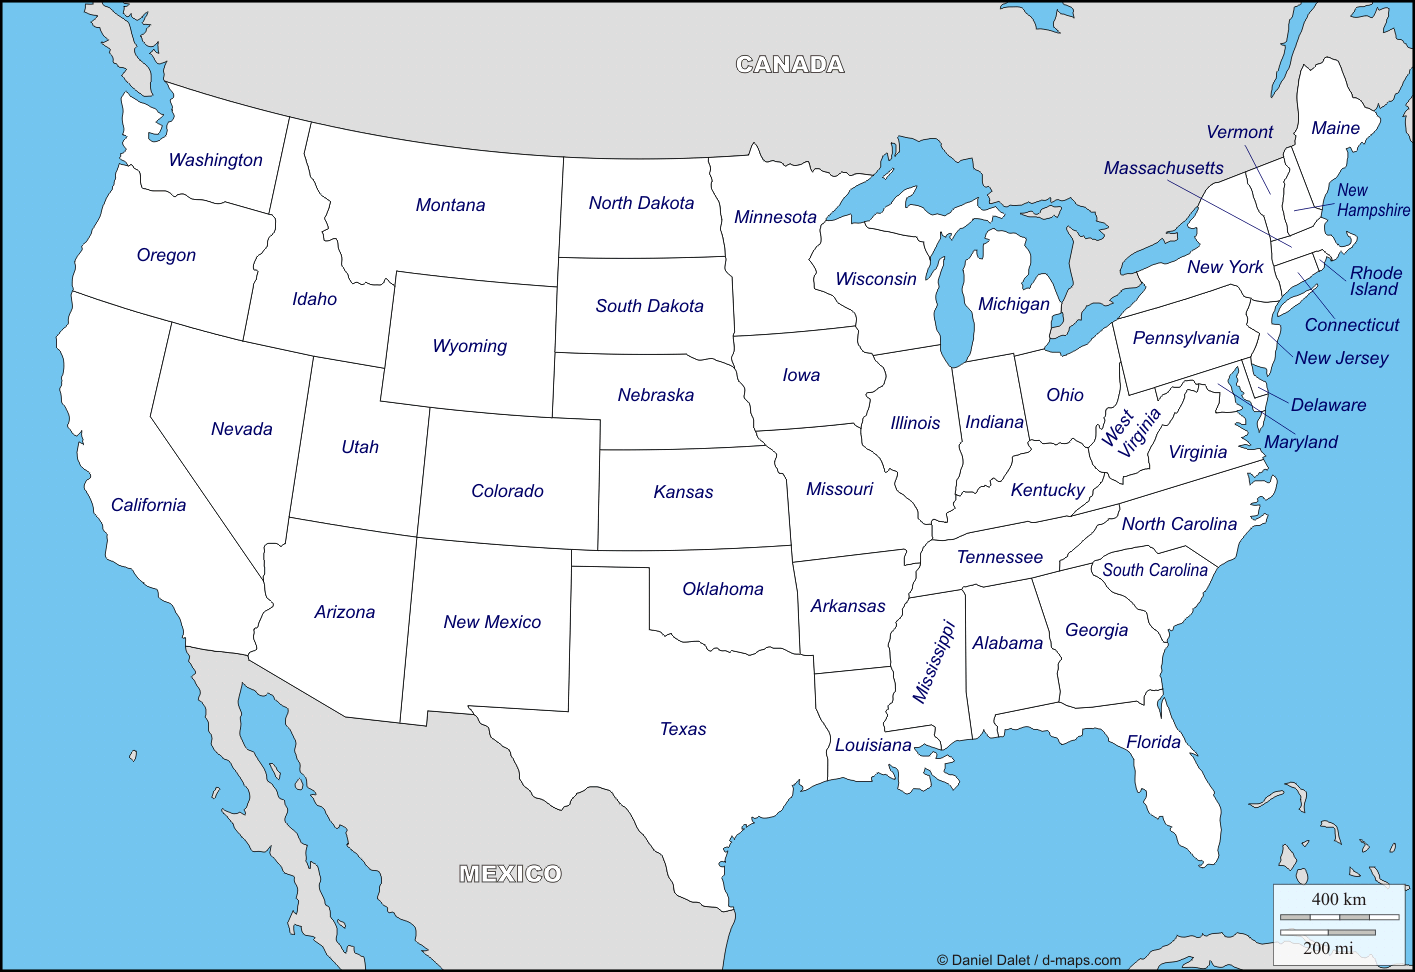 CANADA
Maine
Vermont
Massachusetts
Washington
New
Hampshire
Montana
North Dakota
Minnesota
Oregon
New York
Rhode
Island
Wisconsin
Idaho
South Dakota
Michigan
Connecticut
Wyoming
Pennsylvania
New Jersey
Iowa
Nebraska
Ohio
Delaware
Nevada
Utah
Illinois
Indiana
West
Virginia
Maryland
Virginia
California
Colorado
Kansas
Missouri
Kentucky
North Carolina
Tennessee
South Carolina
Arizona
New Mexico
Oklahoma
Arkansas
Mississippi
Alabama
Georgia
Texas
Louisiana
Florida
MEXICO
400 km
200 mi
© Daniel Dalet / d-maps.com